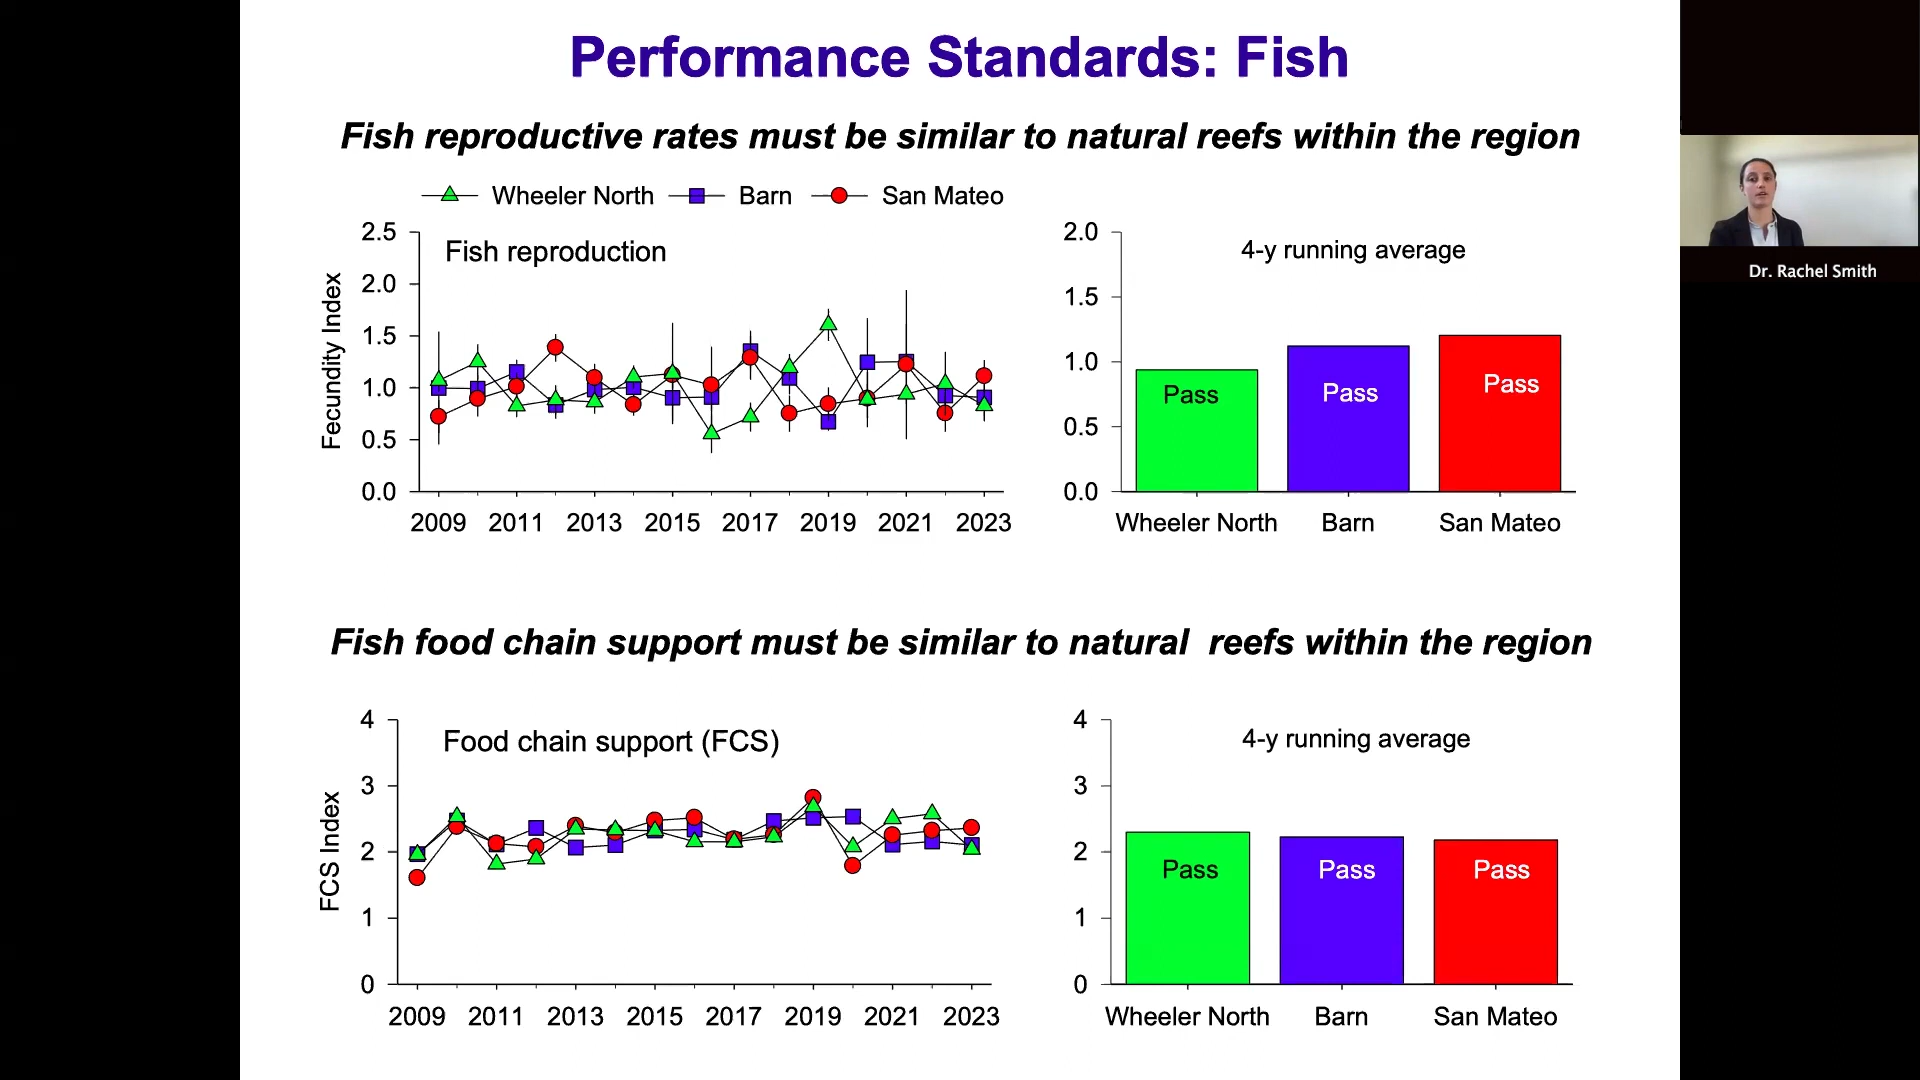 Performance Standards: Fish
Fish reproductive rates must be similar to natural reefs within the region
Wheeler North Barn San Mateo
Fish reproduction
Fecundity Index
2.5
2.0
1.5
1.0
0.5
0.0
2009 2011 2013 2015 2017 2019 2021 2023
4-y running average
2.0
1.5
1.0
0.5
0.0
Pass Pass Pass
Wheeler North Barn San Mateo
Dr. Rachel Smith
Fish food chain support must be similar to natural reefs within the region
Food chain support (FCS)
FCS Index
4
3
2
1
0
2009 2011 2013 2015 2017 2019 2021 2023
4-y running average
4
3
2
1
0
Pass Pass Pass
Wheeler North Barn San Mateo